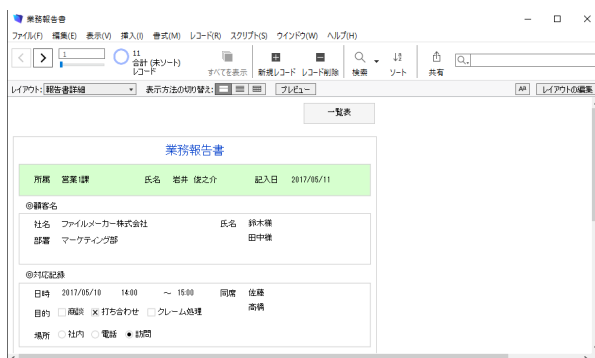 業務報告書
ファイル(F) 編集(E) 表示(V) 挿入(I) 書式(M) レコード(R) スクリプト(S) ウインドウ(W) ヘルプ(H)
1
11
合計 (未ソート)
レコード
すべてを表示 新規レコード レコード削除 検索 ソート 共有
レイアウト: 報告書詳細 表示方法の切り替え: プレビュー Aª レイアウトの編集
一覧表
業務報告書
所属 営業1課 氏名 岩井 俊之介 記入日 2017/05/11
◎顧客名
社名 ファイルメーカー株式会社 氏名 鈴木様
部署 マーケティング部 田中様
◎対応記録
日時 2017/05/10 14:00 ～ 15:00 同席 佐藤
高橋
目的 商談 打ち合わせ クレーム処理
場所 社内 電話 訪問